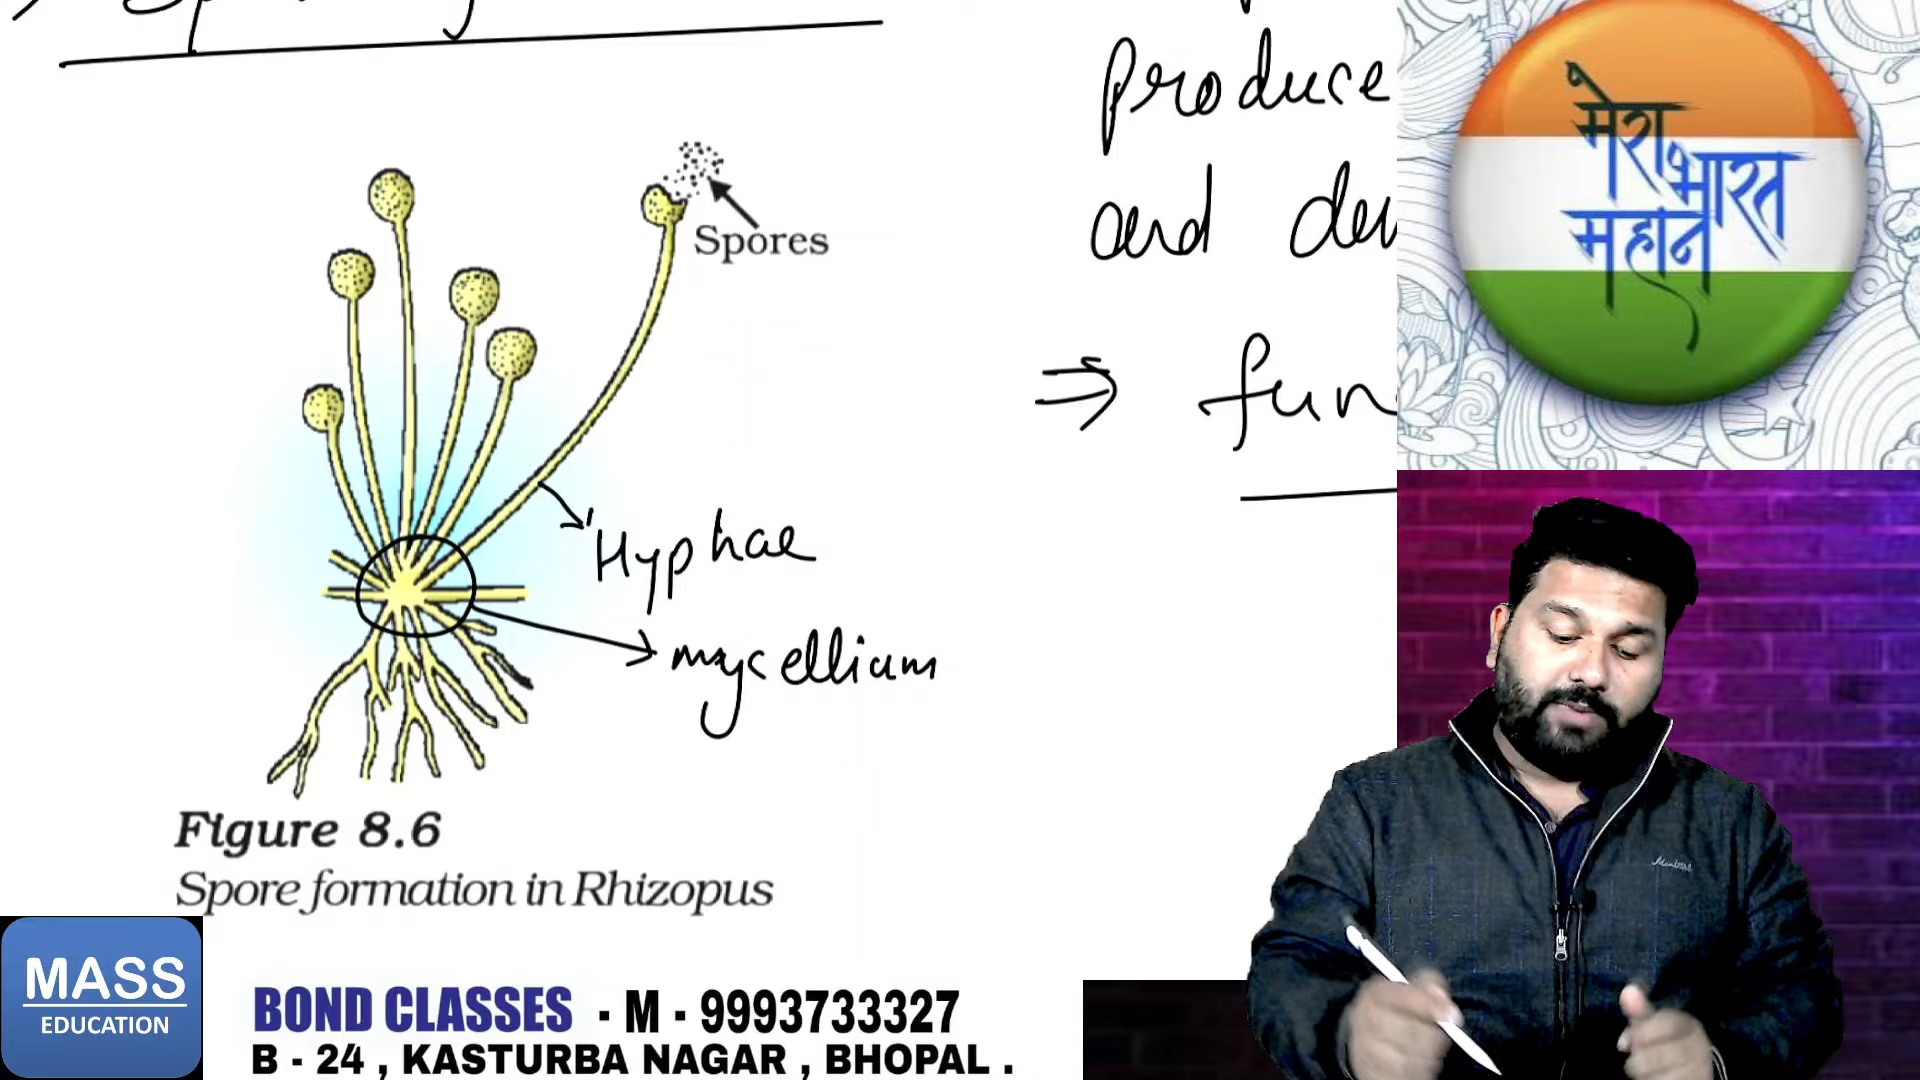 produce
and
⇒ fun
Spores
Hyphae
mycellium
Figure 8.6
Spore formation in Rhizopus
मेरा
भारत
महान
MASS
EDUCATION
BOND CLASSES - M - 9993733327
B - 24 , KASTURBA NAGAR , BHOPAL .